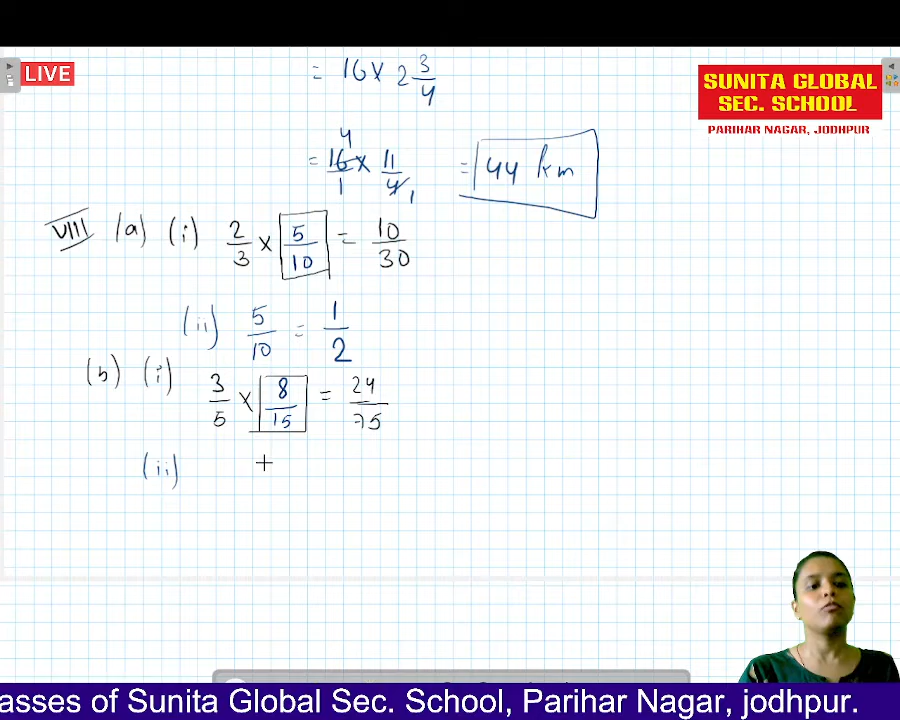 LIVE
= 16 × 2 3/4
SUNITA GLOBAL
SEC. SCHOOL
PARIHAR NAGAR, JODHPUR
4
= 16/1 × 11/4 1 = 44 km
VIII (a) (i) 2/3 × 5/10 = 10/30
(ii) 5/10 = 1/2
(b) (i) 3/5 × 8/15 = 24/75
(ii)
asses of Sunita Global Sec. School, Parihar Nagar, jodhpur.